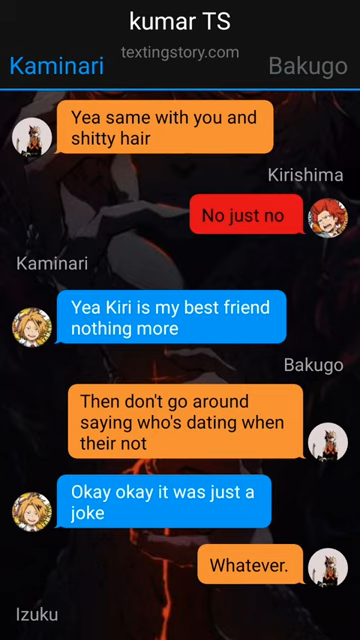 kumar TS
textingstory.com
Kaminari
Bakugo
Yea same with you and
shitty hair
Kirishima
No just no
Kaminari
Yea Kiri is my best friend
nothing more
Bakugo
Then don't go around
saying who's dating when
their not
Okay okay it was just a
joke
Whatever.
Izuku